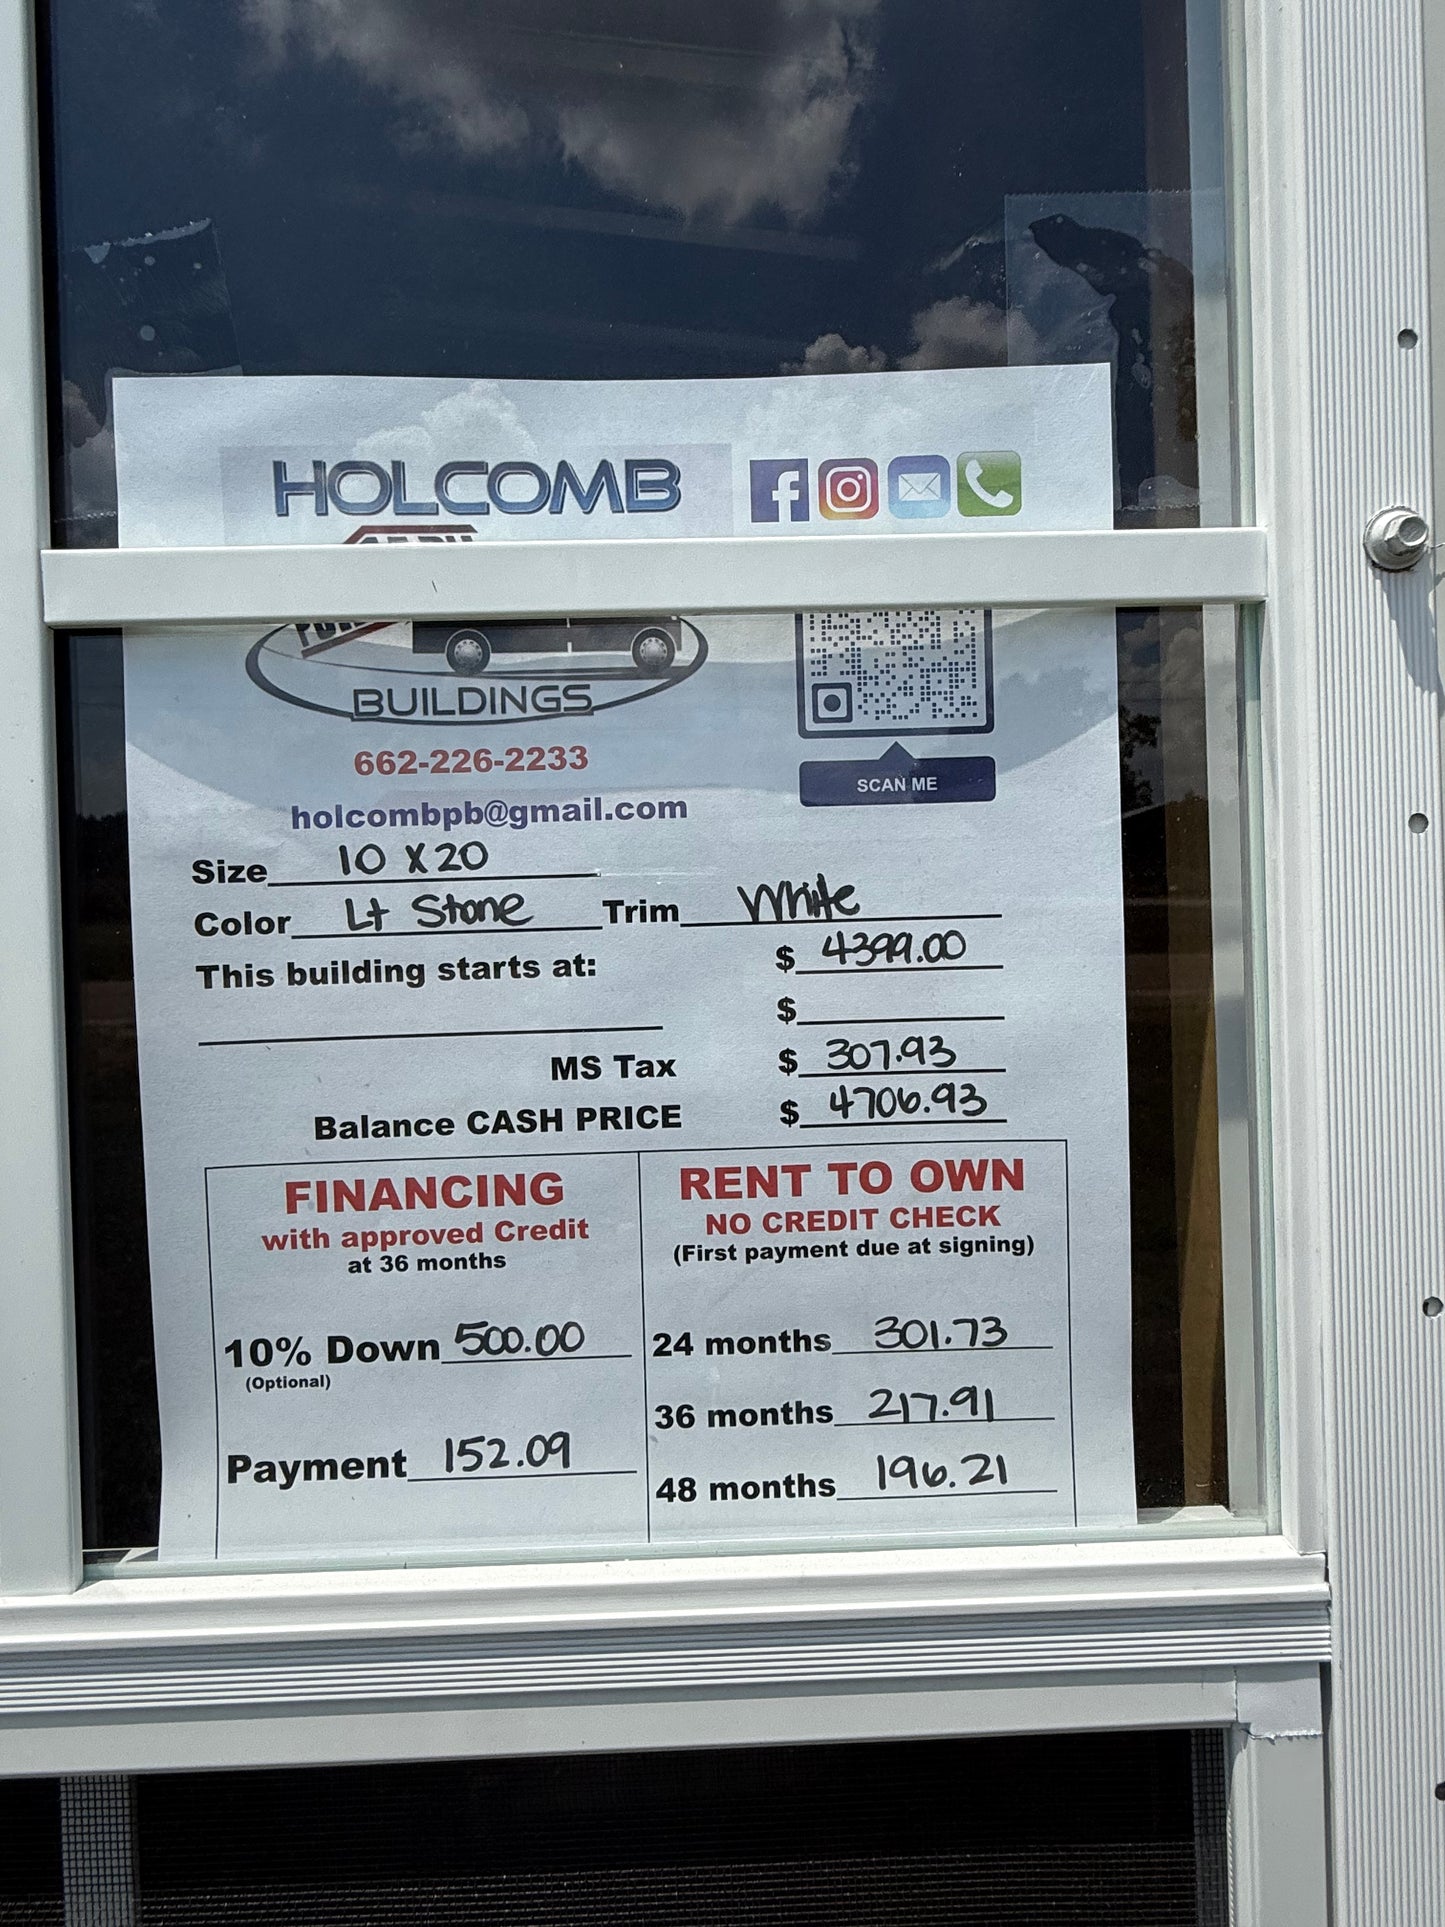 HOLCOMB
BUILDINGS
662-226-2233
SCAN ME
holcombpb@gmail.com
Size 10 X 20
Color Lt Stone Trim White
This building starts at: $ 4399.00
$
MS Tax $ 307.93
Balance CASH PRICE $ 4706.93
FINANCING
with approved Credit
at 36 months
10% Down 500.00
(Optional)
Payment 152.09
RENT TO OWN
NO CREDIT CHECK
(First payment due at signing)
24 months 301.73
36 months 217.91
48 months 196.21